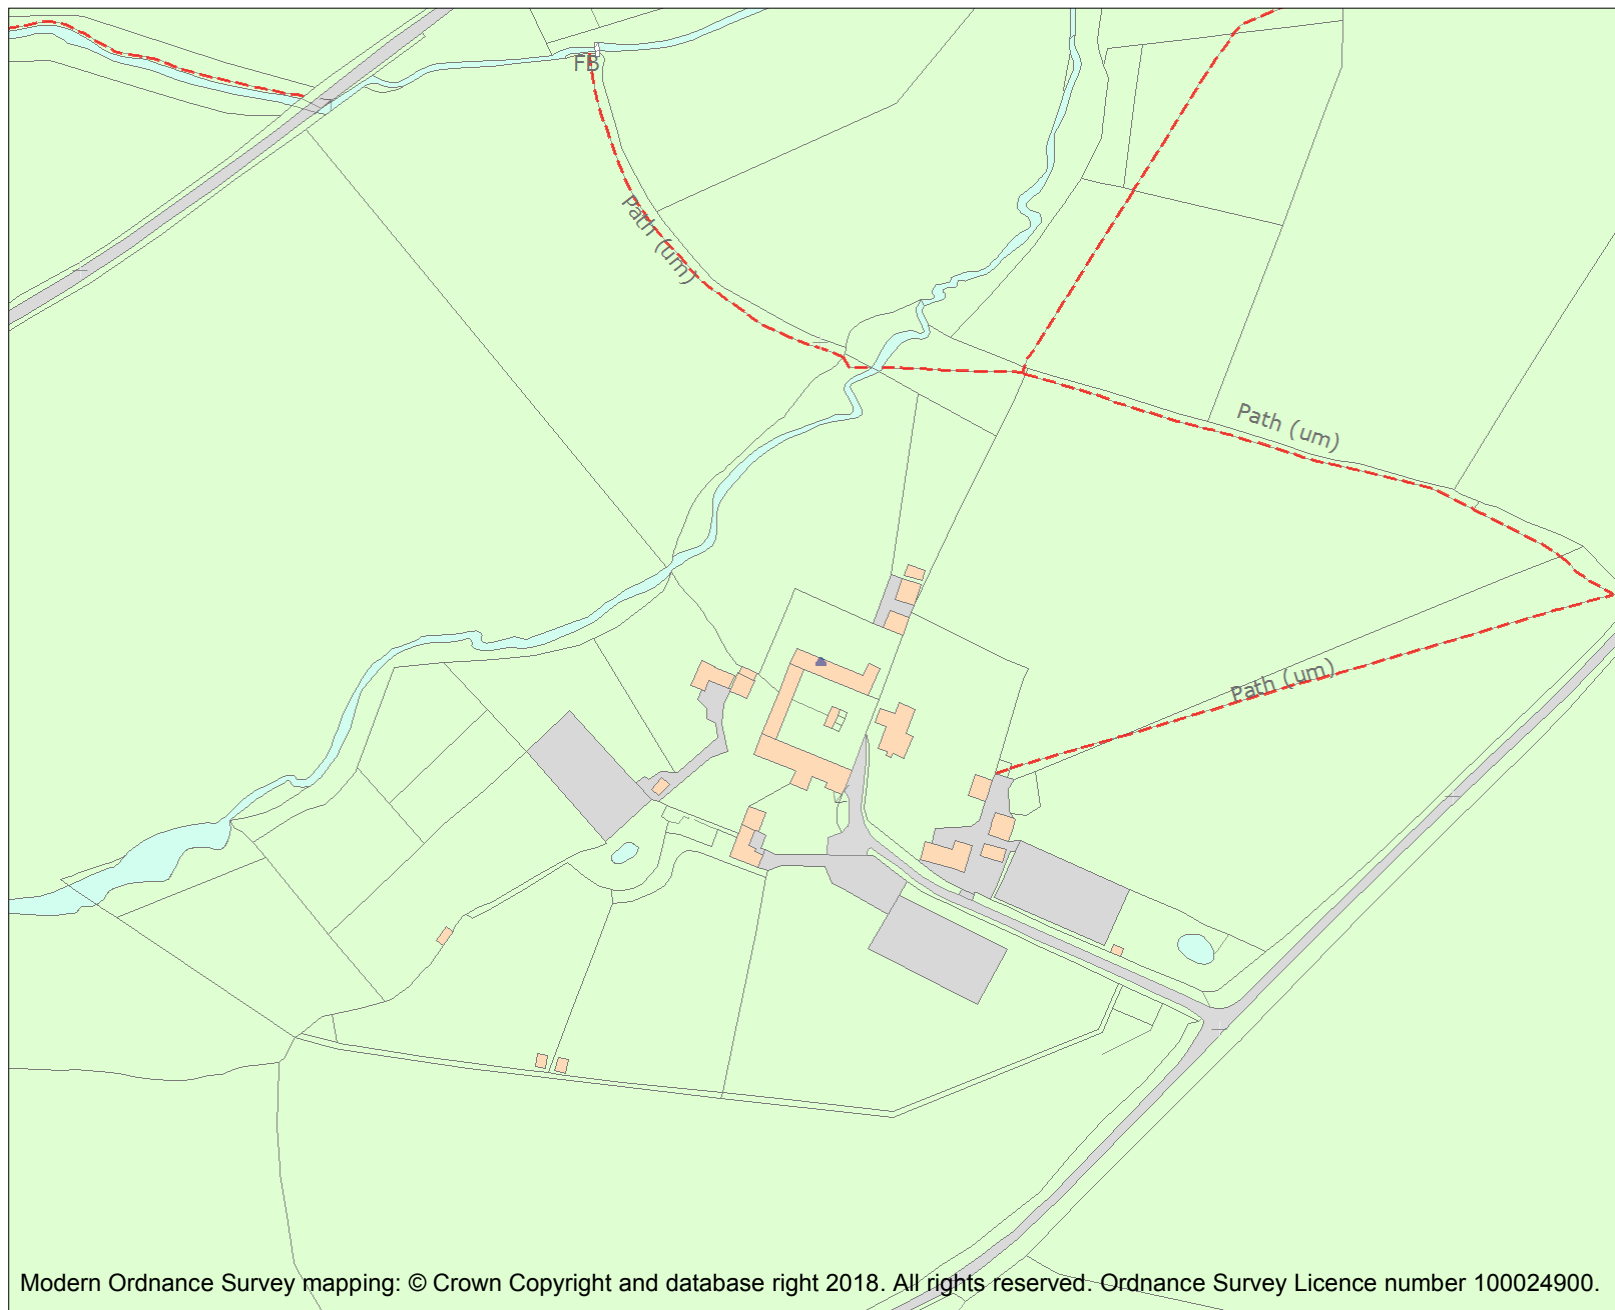 FB
Path (um)
Path (um)
Path (um)
Modern Ordnance Survey mapping: © Crown Copyright and database right 2018. All rights reserved. Ordnance Survey Licence number 100024900.